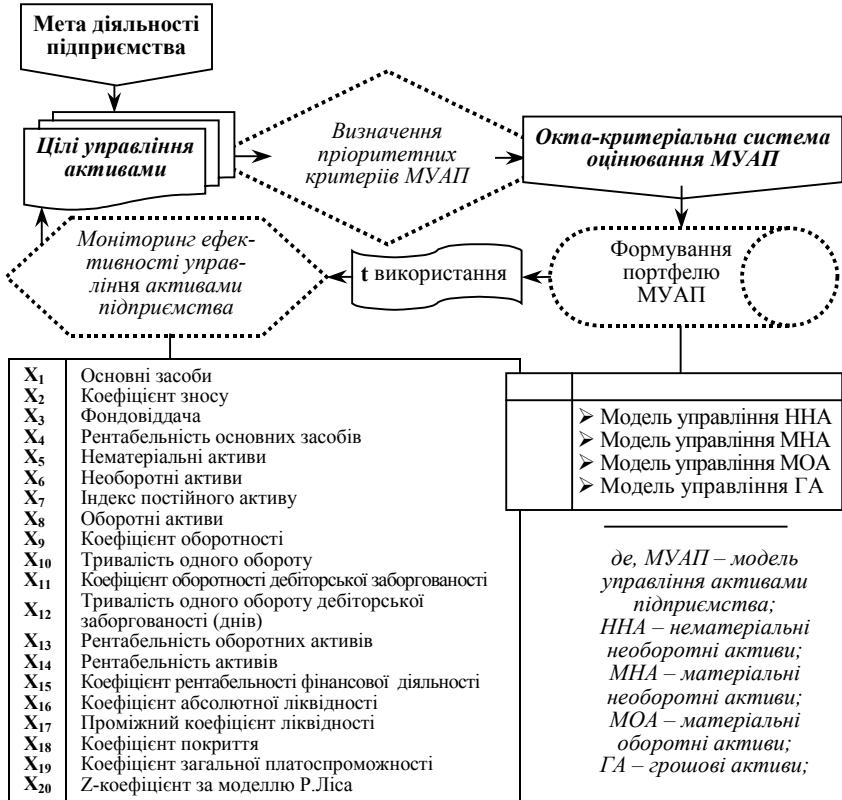 Мета діяльності
підприємства
Цілі управління
активами
Визначення
пріоритетних
критеріїв МУАП
Окта-критеріальна система
оцінювання МУАП
Моніторинг ефек-
тивності управ-
ління активами
підприємства
t використання
Формування
портфелю
МУАП
X1 Основні засоби
X2 Коефіцієнт зносу
X3 Фондовіддача
X4 Рентабельність основних засобів
X5 Нематеріальні активи
X6 Необоротні активи
X7 Індекс постійного активу
X8 Оборотні активи
X9 Коефіцієнт оборотності
X10 Тривалість одного обороту
X11 Коефіцієнт оборотності дебіторської заборгованості
X12 Тривалість одного обороту дебіторської
заборгованості (днів)
X13 Рентабельність оборотних активів
X14 Рентабельність активів
X15 Коефіцієнт рентабельності фінансової діяльності
X16 Коефіцієнт абсолютної ліквідності
X17 Проміжний коефіцієнт ліквідності
X18 Коефіцієнт покриття
X19 Коефіцієнт загальної платоспроможності
X20 Z-коефіцієнт за моделлю Р.Ліса
➢ Модель управління ННА
➢ Модель управління МНА
➢ Модель управління МОА
➢ Модель управління ГА
де, МУАП – модель
управління активами
підприємства;
ННА – нематеріальні
необоротні активи;
МНА – матеріальні
необоротні активи;
МОА – матеріальні
оборотні активи;
ГА – грошові активи;